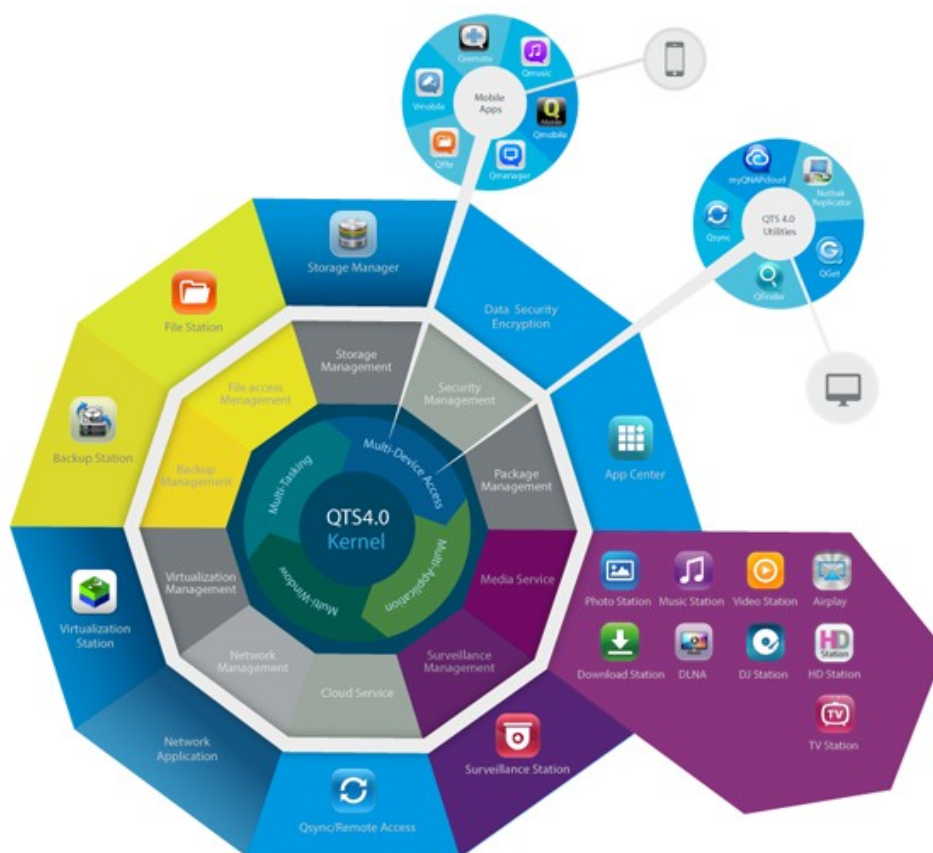 Qremote
Qmusic
Vmobile
Mobile
Apps
Qmobile
Qfile
Qmanager
myQNAPcloud
Netbak
Replicator
QTS 4.0
Utilities
Qsync
QGet
QFinder
Storage Manager
File Station
Data Security
Encryption
Backup Station
App Center
Storage
Management
Security
Management
File access
Management
Backup
Management
Package
Management
Multi-Tasking
Multi-Device Access
QTS4.0
Kernel
Multi-Window
Multi-Application
Virtualization
Management
Media Service
Network
Management
Surveillance
Management
Cloud Service
Virtualization
Station
Network
Application
Qsync/Remote Access
Surveillance Station
Photo Station
Music Station
Video Station
Airplay
Download Station
DLNA
DJ Station
HD
Station
HD Station
TV
TV Station